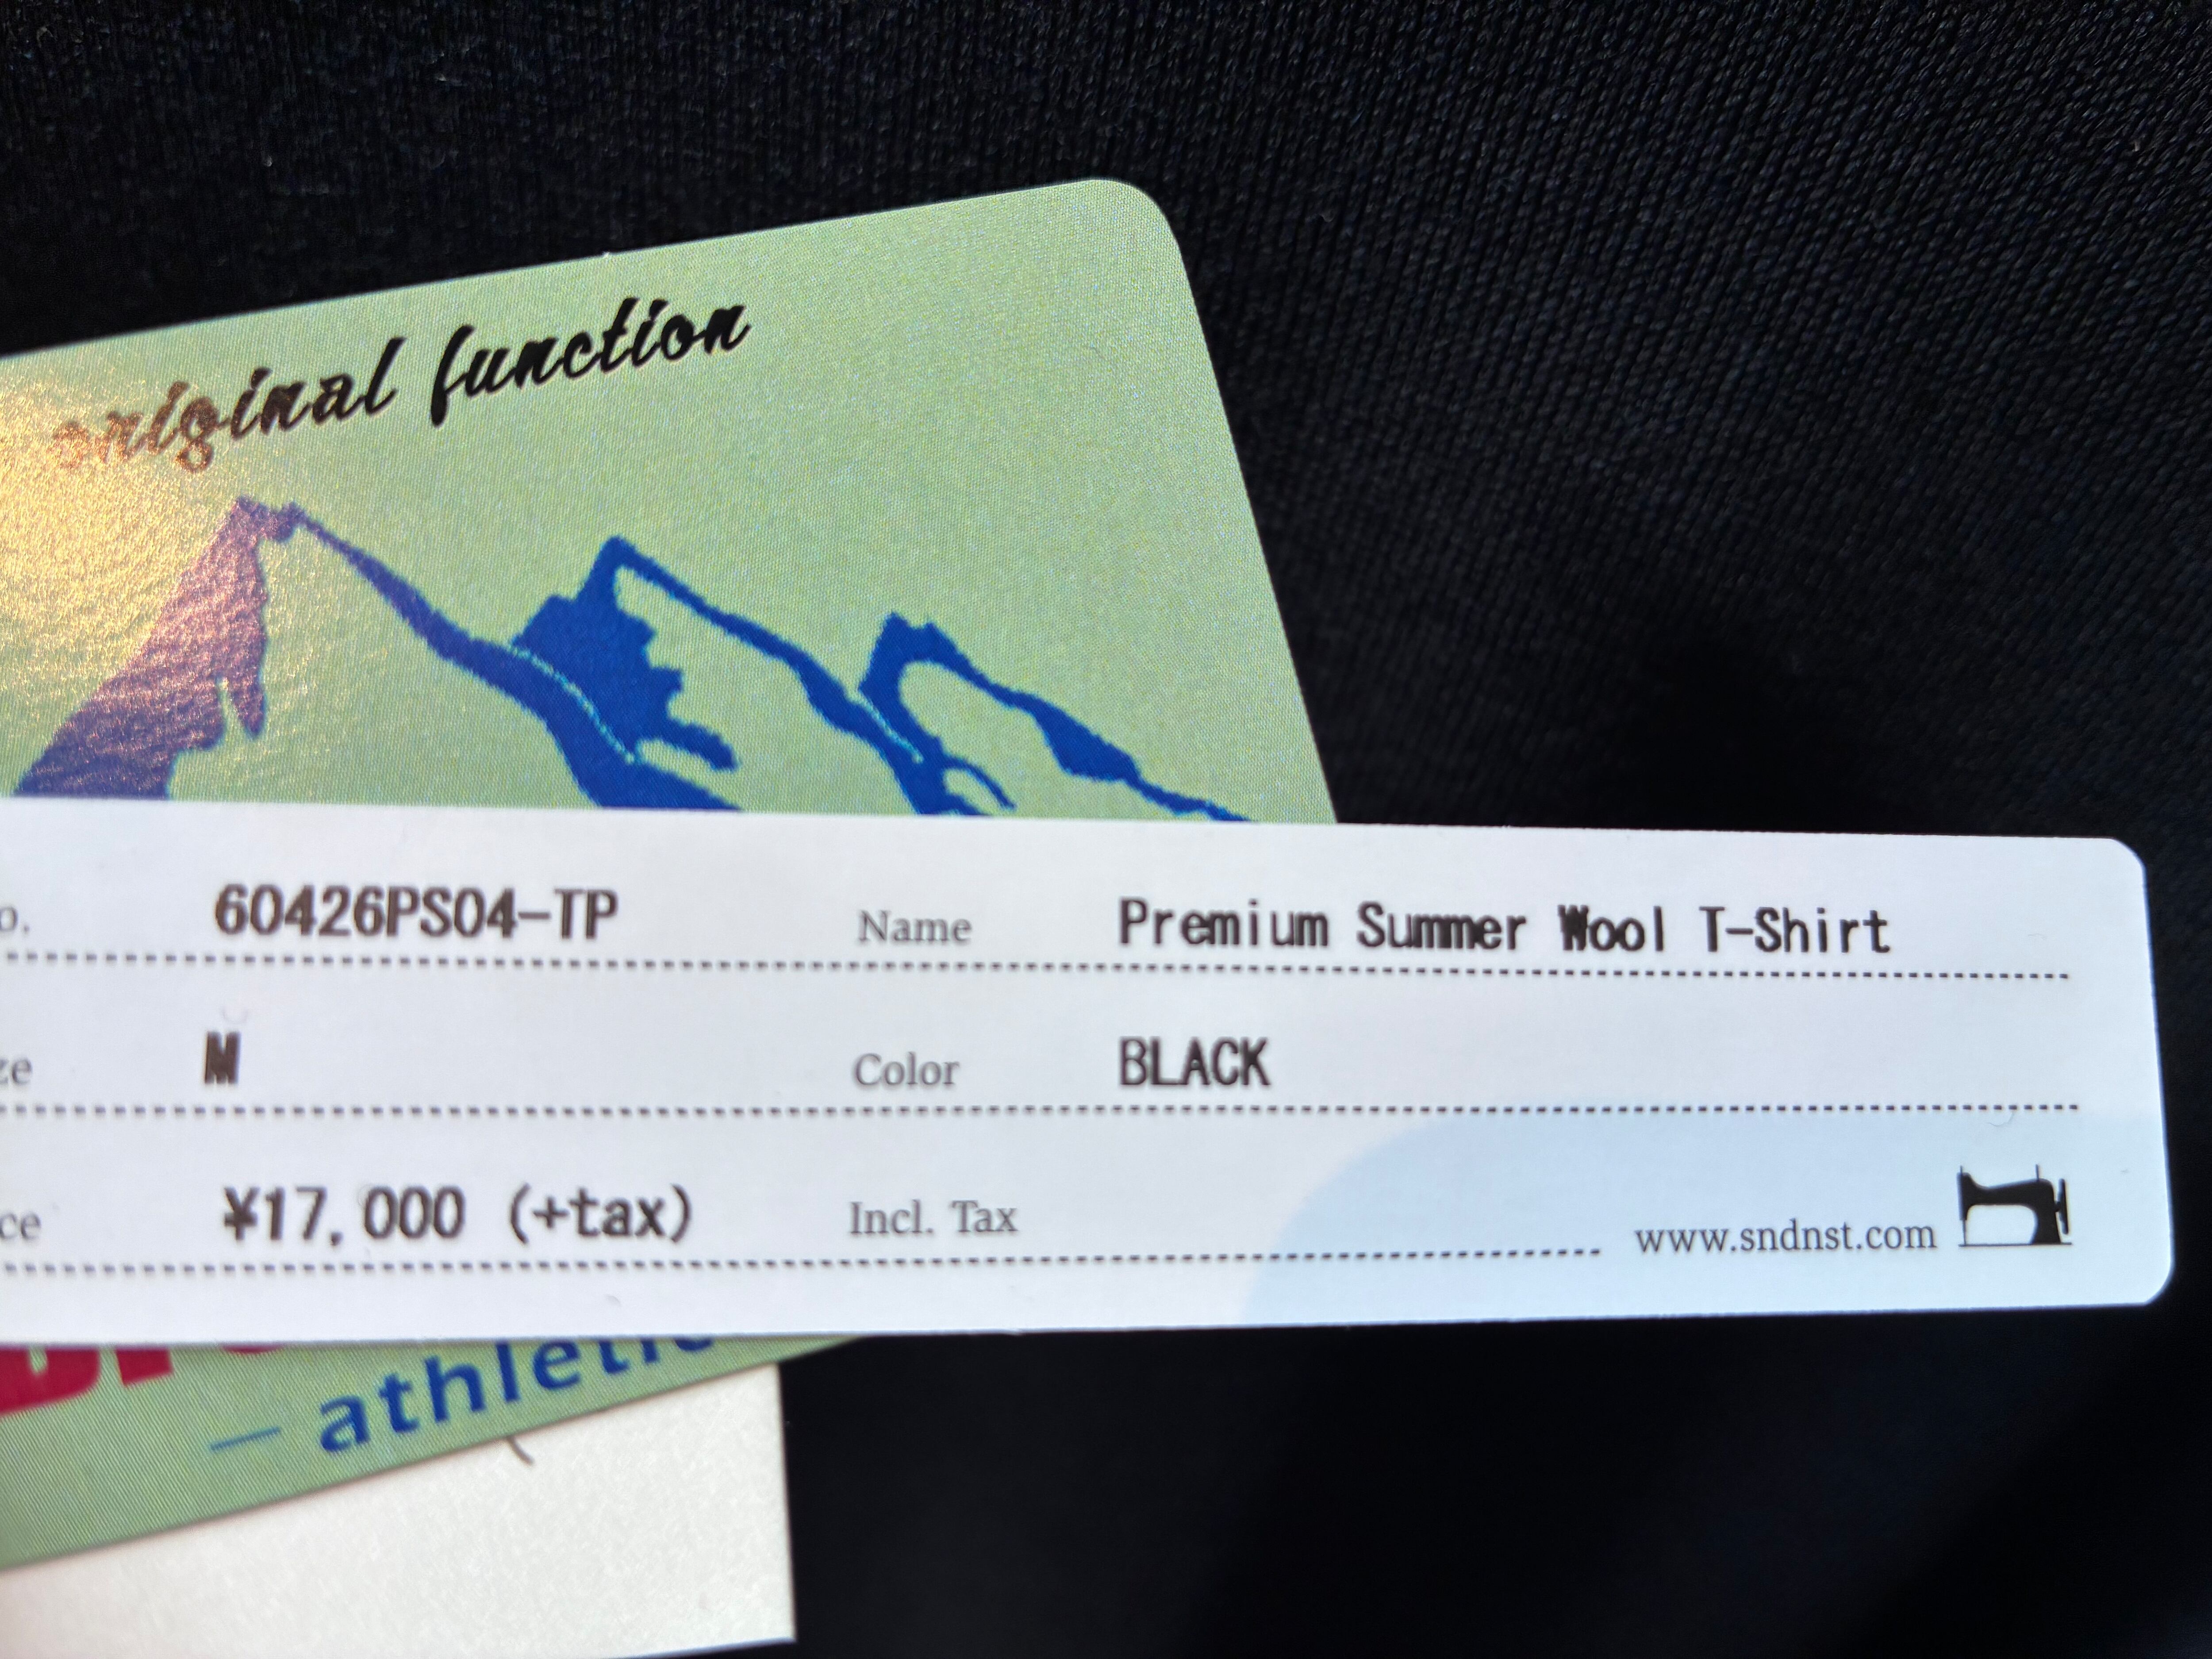 original function
60426PS04-TP Name Premium Summer Wool T-Shirt
M Color BLACK
¥17,000 (+tax) Incl. Tax
www.sndnst.com
athletic